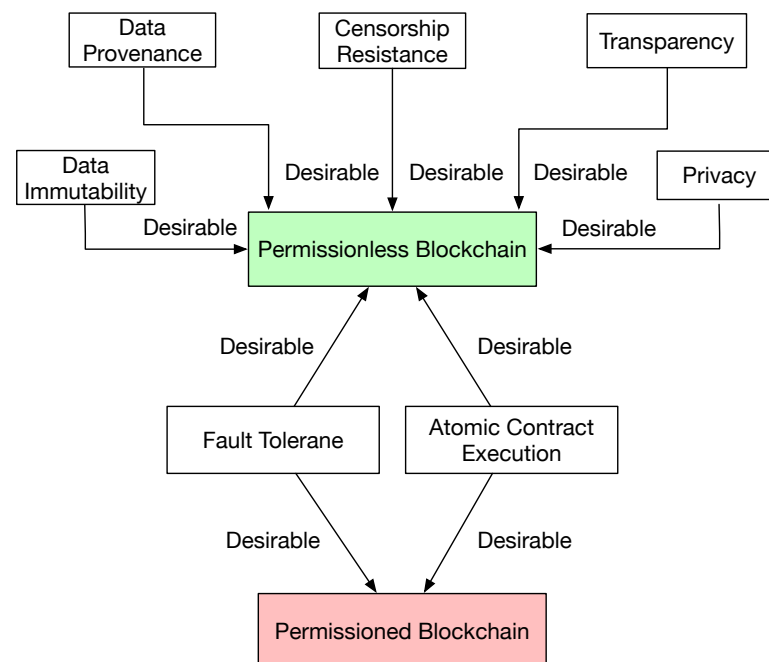 Data
Provenance
Censorship
Resistance
Transparency
Data
Immutability
Desirable
Desirable
Desirable
Privacy
Desirable
Desirable
Permissionless Blockchain
Desirable
Desirable
Fault Tolerane
Atomic Contract
Execution
Desirable
Desirable
Permissioned Blockchain